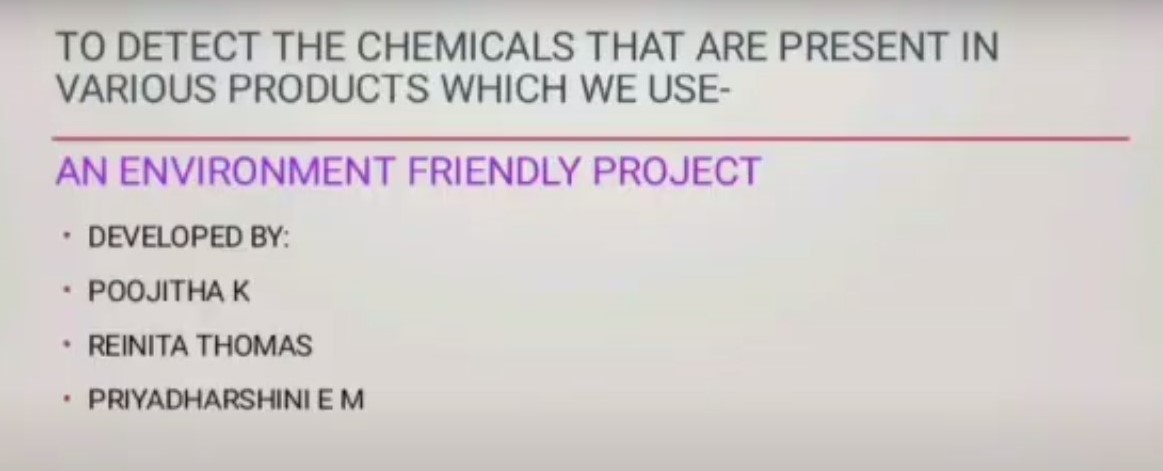 TO DETECT THE CHEMICALS THAT ARE PRESENT IN
VARIOUS PRODUCTS WHICH WE USE-
AN ENVIRONMENT FRIENDLY PROJECT
• DEVELOPED BY:
• POOJITHA K
• REINITA THOMAS
• PRIYADHARSHINI E M